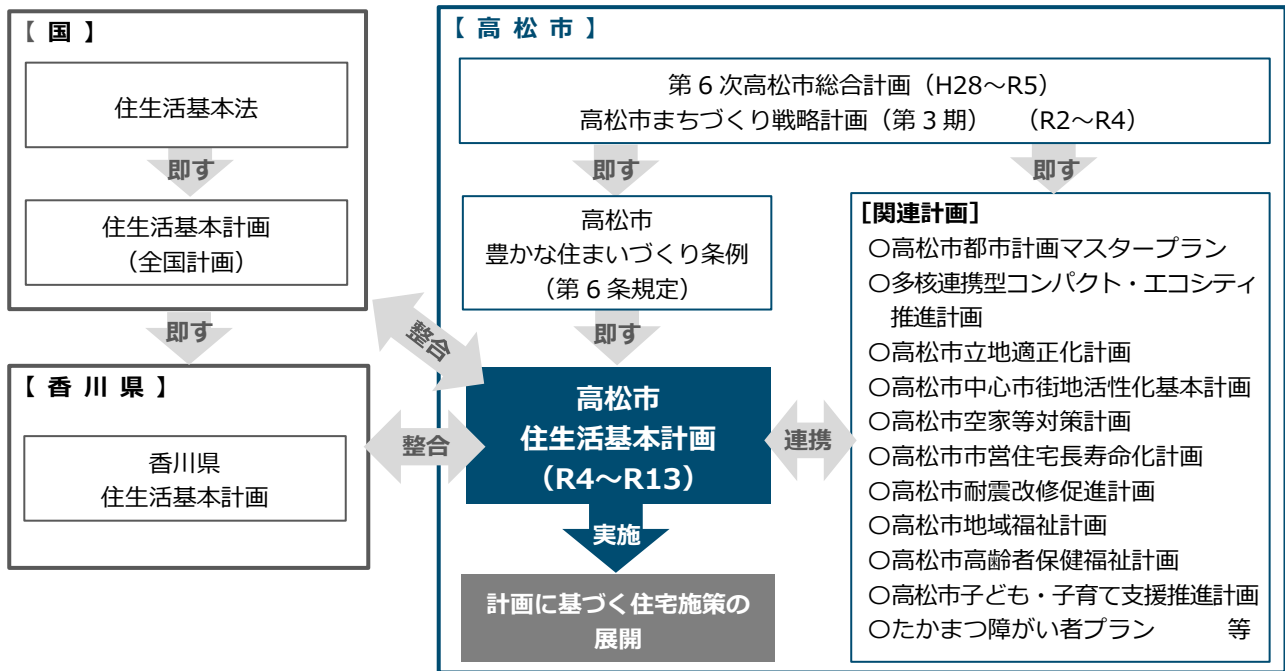 【 国 】
住生活基本法
即す
住生活基本計画
(全国計画)
即す
【 香 川 県 】
香川県
住生活基本計画
整合
整合
【 高 松 市 】
第6次高松市総合計画（H28～R5）
高松市まちづくり戦略計画（第3期）　（R2～R4）
即す
即す
高松市
豊かな住まいづくり条例
（第6条規定）
即す
高松市
住生活基本計画
（R4～R13）
連携
実施
計画に基づく住宅施策の
展開
[関連計画]
○高松市都市計画マスタープラン
○多核連携型コンパクト・エコシティ
推進計画
○高松市立地適正化計画
○高松市中心市街地活性化基本計画
○高松市空家等対策計画
○高松市市営住宅長寿命化計画
○高松市耐震改修促進計画
○高松市地域福祉計画
○高松市高齢者保健福祉計画
○高松市子ども・子育て支援推進計画
○たかまつ障がい者プラン　　等